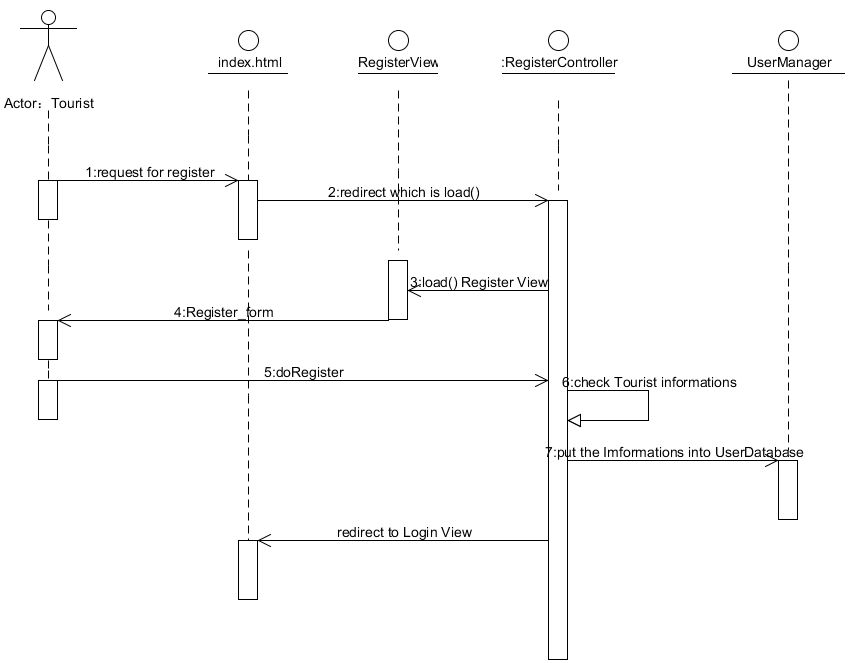 index.html
RegisterView
:RegisterController
UserManager
Actor：Tourist
1:request for register
2:redirect which is load()
3:load() Register View
4:Register_form
5:doRegister
6:check Tourist informations
7:put the Imformations into UserDatabase
redirect to Login View